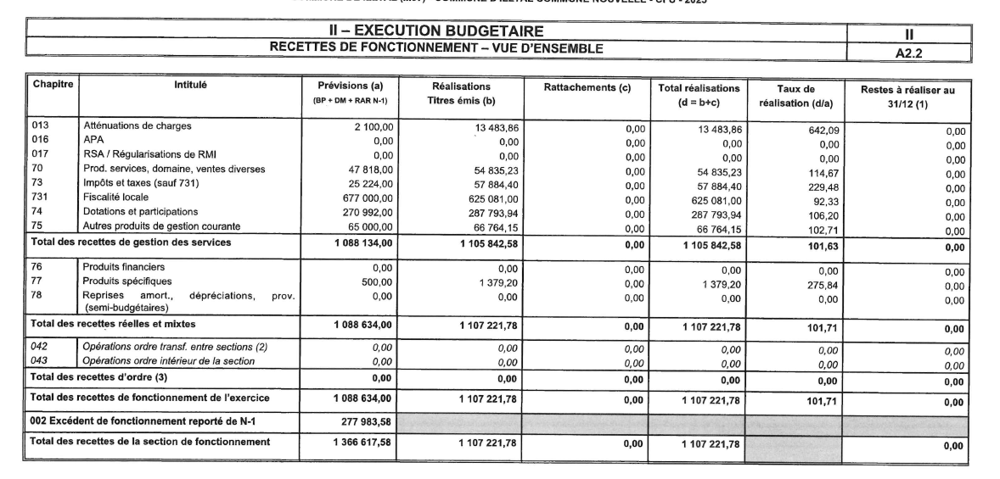 II – EXECUTION BUDGETAIRE II
RECETTES DE FONCTIONNEMENT – VUE D'ENSEMBLE A2.2
Chapitre Intitulé Prévisions (a) Réalisations Rattachements (c) Total réalisations Taux de Restes à réaliser au
(BP + DM + RAR N-1) Titres émis (b) (d = b+c) réalisation (d/a) 31/12 (1)
013 Atténuations de charges 2 100,00 13 483,86 0,00 13 483,86 642,09 0,00
016 APA 0,00 0,00 0,00 0,00 0,00 0,00
017 RSA / Régularisations de RMI 0,00 0,00 0,00 0,00 0,00 0,00
70 Prod. services, domaine, ventes diverses 47 818,00 54 835,23 0,00 54 835,23 114,67 0,00
73 Impôts et taxes (sauf 731) 25 224,00 57 884,40 0,00 57 884,40 229,48 0,00
731 Fiscalité locale 677 000,00 625 081,00 0,00 625 081,00 92,33 0,00
74 Dotations et participations 270 992,00 287 793,94 0,00 287 793,94 106,20 0,00
75 Autres produits de gestion courante 65 000,00 66 764,15 0,00 66 764,15 102,71 0,00
Total des recettes de gestion des services 1 088 134,00 1 105 842,58 0,00 1 105 842,58 101,63 0,00
76 Produits financiers 0,00 0,00 0,00 0,00 0,00 0,00
77 Produits spécifiques 500,00 1 379,20 0,00 1 379,20 275,84 0,00
78 Reprises amort., dépréciations, prov. 0,00 0,00 0,00 0,00 0,00 0,00
(semi-budgétaires)
Total des recettes réelles et mixtes 1 088 634,00 1 107 221,78 0,00 1 107 221,78 101,71 0,00
042 Opérations ordre transf. entre sections (2) 0,00 0,00 0,00 0,00 0,00 0,00
043 Opérations ordre intérieur de la section 0,00 0,00 0,00 0,00 0,00 0,00
Total des recettes d'ordre (3) 0,00 0,00 0,00 0,00 0,00 0,00
Total des recettes de fonctionnement de l'exercice 1 088 634,00 1 107 221,78 0,00 1 107 221,78 101,71 0,00
002 Excédent de fonctionnement reporté de N-1 277 983,58
Total des recettes de la section de fonctionnement 1 366 617,58 1 107 221,78 0,00 1 107 221,78 0,00